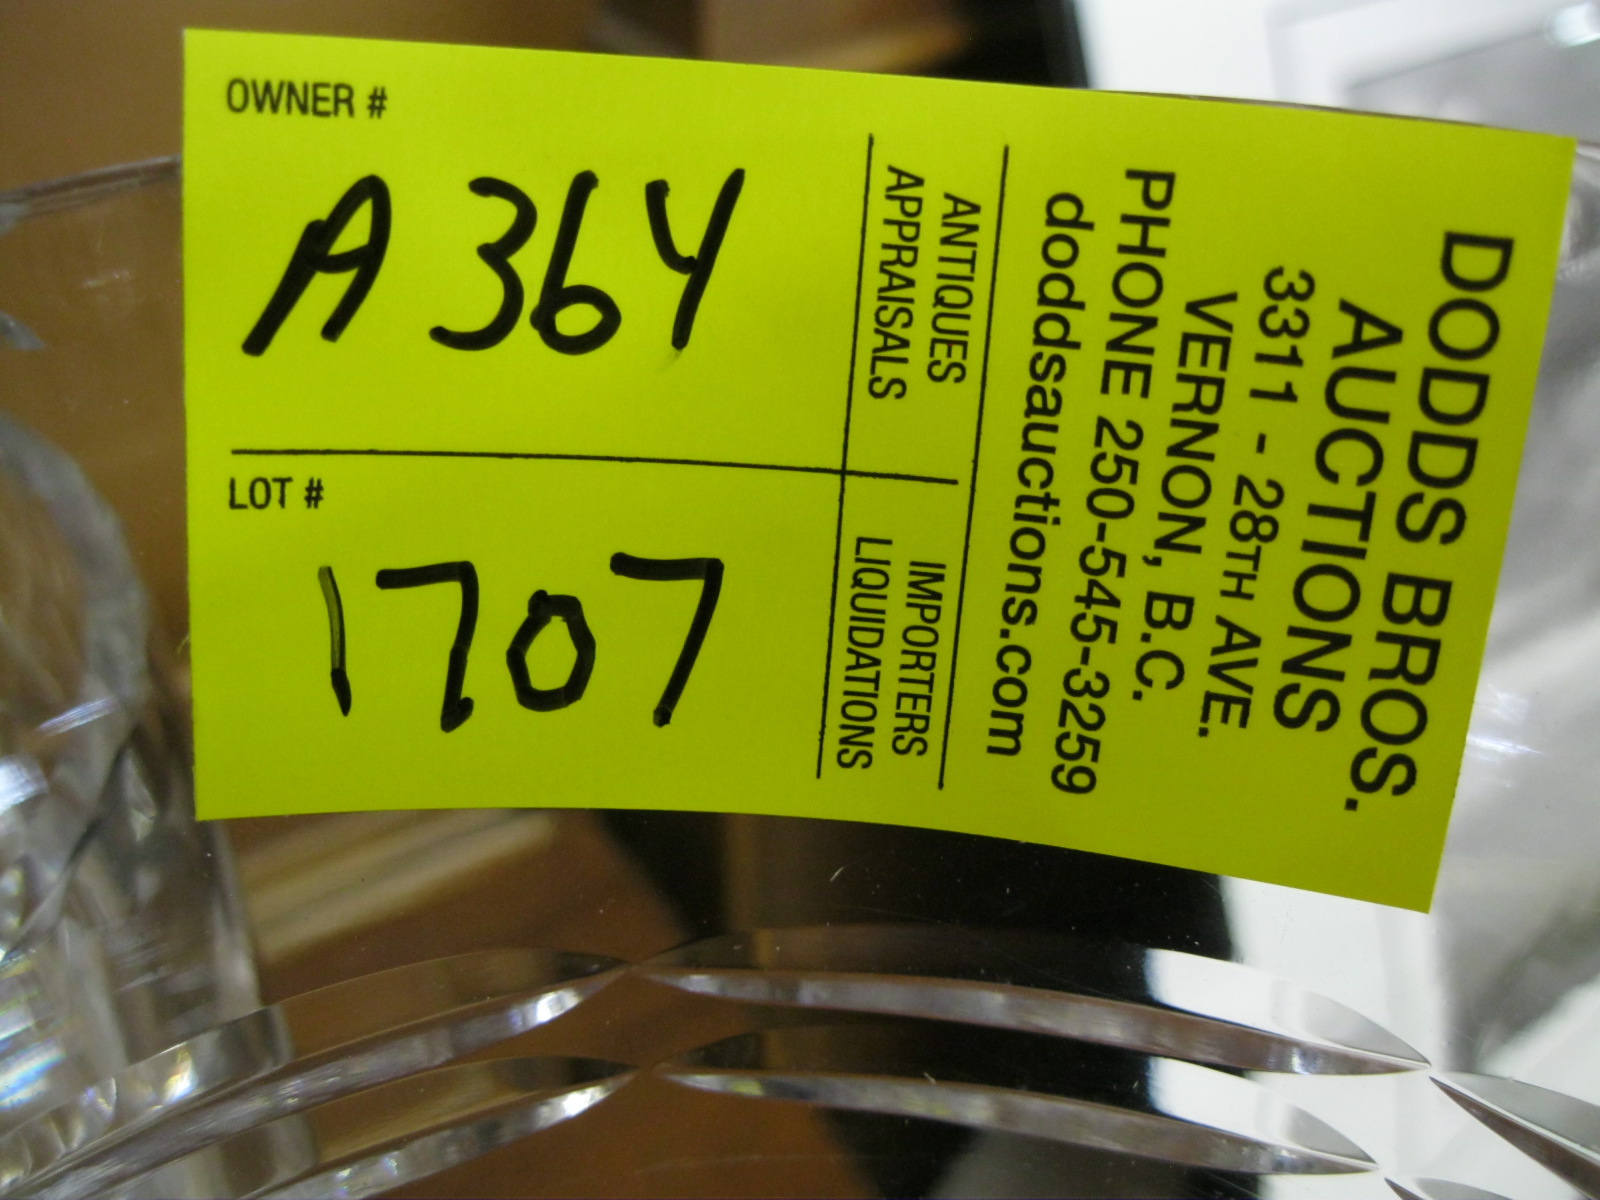 OWNER #
A 364
LOT #
1707
ANTIQUES
APPRAISALS
IMPORTERS
LIQUIDATIONS
DODDS BROS.
AUCTIONS
3311 - 28TH AVE.
VERNON, B.C.
PHONE 250-545-3259
doddsauctions.com